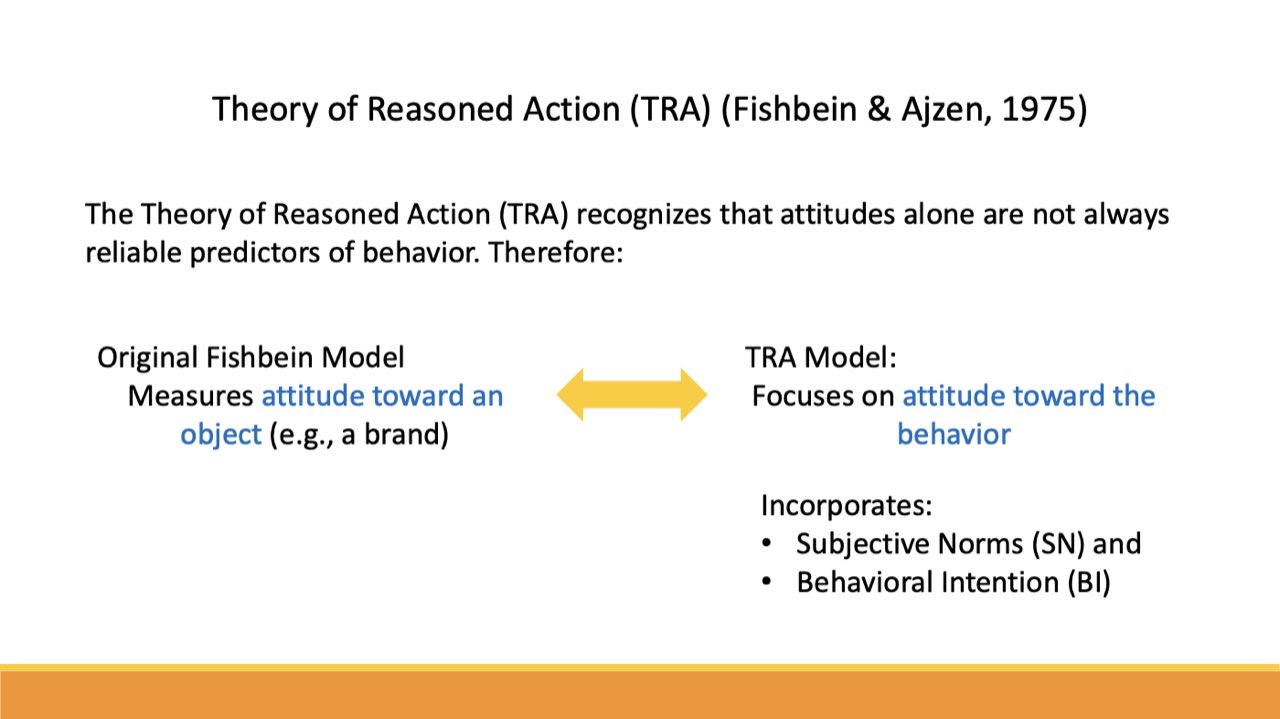 Theory of Reasoned Action (TRA) (Fishbein & Ajzen, 1975)
The Theory of Reasoned Action (TRA) recognizes that attitudes alone are not always
reliable predictors of behavior. Therefore:
Original Fishbein Model
Measures attitude toward an
object (e.g., a brand)
TRA Model:
Focuses on attitude toward the
behavior
Incorporates:
• Subjective Norms (SN) and
• Behavioral Intention (BI)